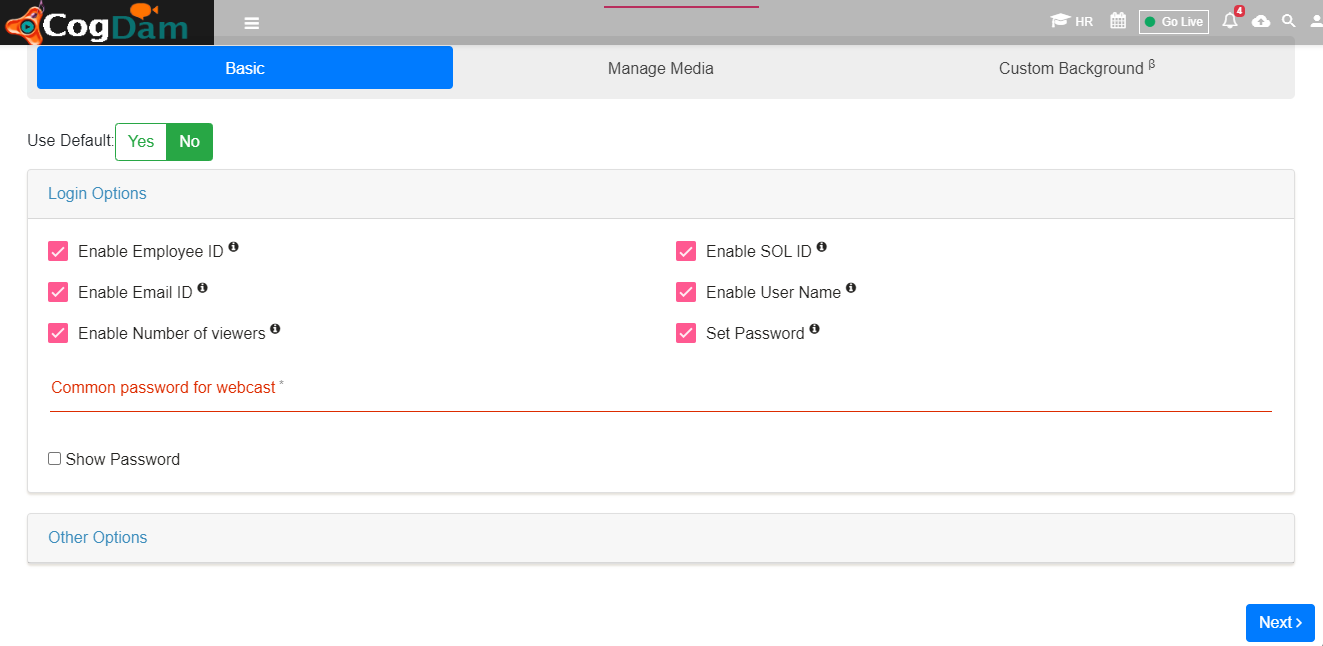 CogDam
HR
Go Live
4
Basic
Manage Media
Custom Background β
Use Default: Yes No
Login Options
Enable Employee ID
Enable SOL ID
Enable Email ID
Enable User Name
Enable Number of viewers
Set Password
Common password for webcast *
Show Password
Other Options
Next ›